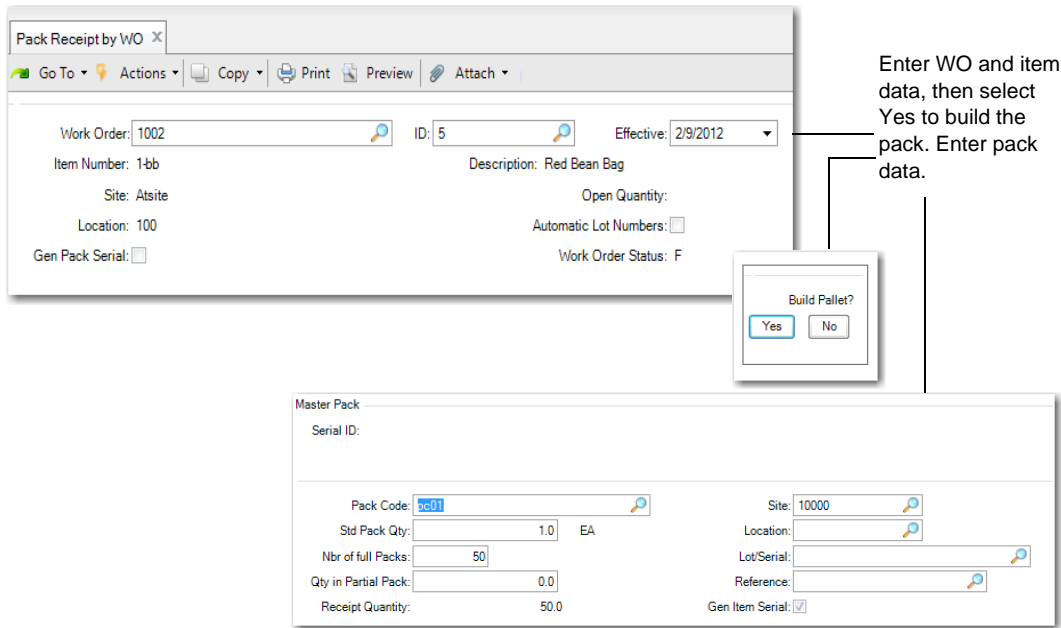 Pack Receipt by WO X
Go To Actions Copy Print Preview Attach
Enter WO and item
data, then select
Yes to build the
pack. Enter pack
data.
Work Order: 1002 ID: 5 Effective: 2/9/2012
Item Number: 1-bb Description: Red Bean Bag
Site: Atsite Open Quantity:
Location: 100 Automatic Lot Numbers:
Gen Pack Serial: Work Order Status: F
Build Pallet?
Yes No
Master Pack
Serial ID:
Pack Code: pc01 Site: 10000
Std Pack Qty: 1.0 EA Location:
Nbr of full Packs: 50 Lot/Serial:
Qty in Partial Pack: 0.0 Reference:
Receipt Quantity: 50.0 Gen Item Serial: